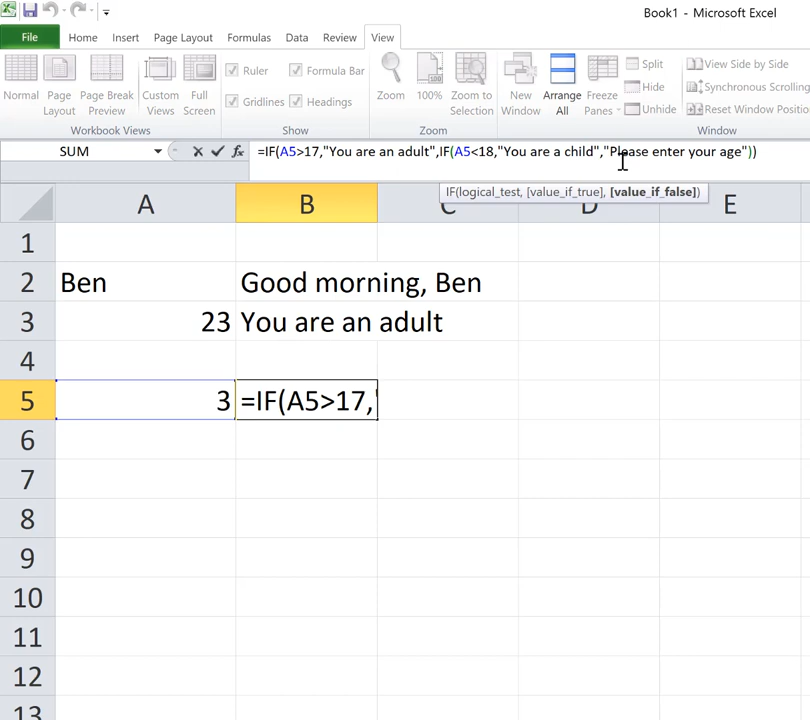 Book1 - Microsoft Excel
File Home Insert Page Layout Formulas Data Review View
Normal Page Layout Page Break Preview Custom Views Full Screen
Workbook Views
Ruler Formula Bar
Gridlines Headings
Show
Zoom 100% Zoom to Selection
Zoom
New Window Arrange All Freeze Panes
Split
Hide
Unhide
View Side by Side
Synchronous Scrolling
Reset Window Positio
Window
SUM fx =IF(A5>17,"You are an adult",IF(A5<18,"You are a child","Please enter your age"))
IF(logical_test, [value_if_true], [value_if_false])
A B C D E
1
2 Ben Good morning, Ben
3 23 You are an adult
4
5 3 =IF(A5>17,"
6
7
8
9
10
11
12
13